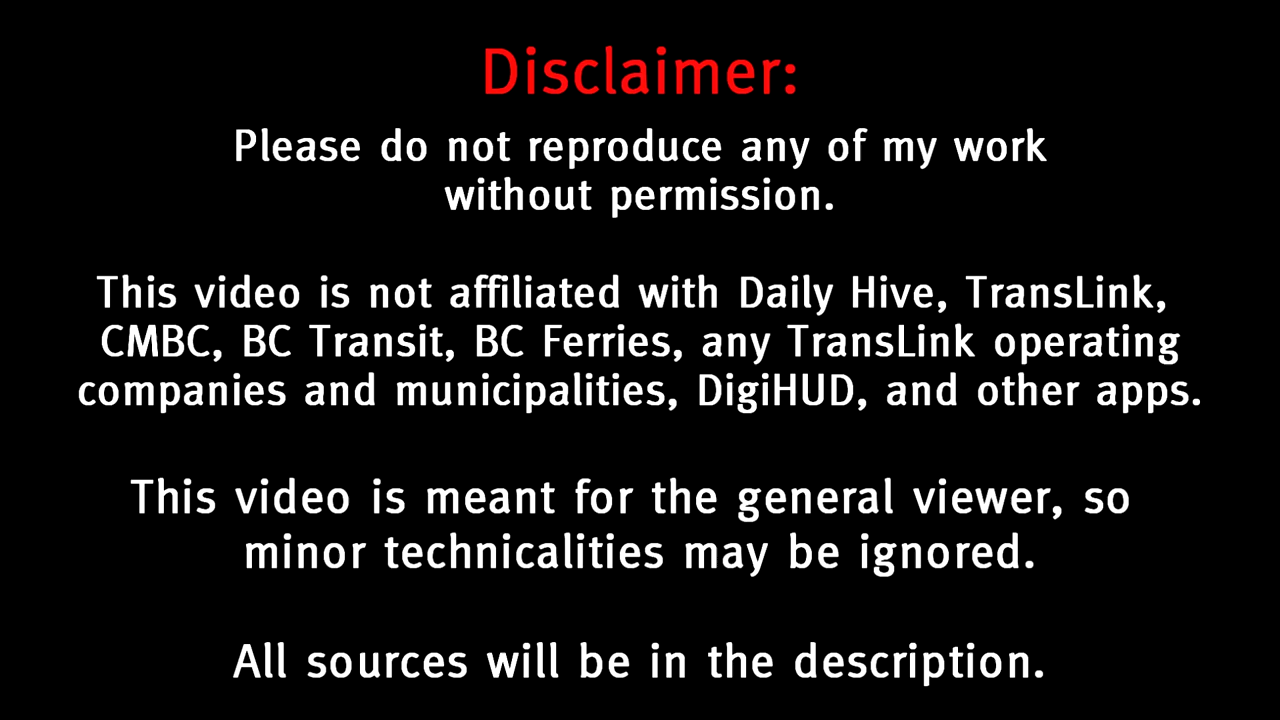 Disclaimer:
Please do not reproduce any of my work
without permission.
This video is not affiliated with Daily Hive, TransLink,
CMBC, BC Transit, BC Ferries, any TransLink operating
companies and municipalities, DigiHUD, and other apps.
This video is meant for the general viewer, so
minor technicalities may be ignored.
All sources will be in the description.